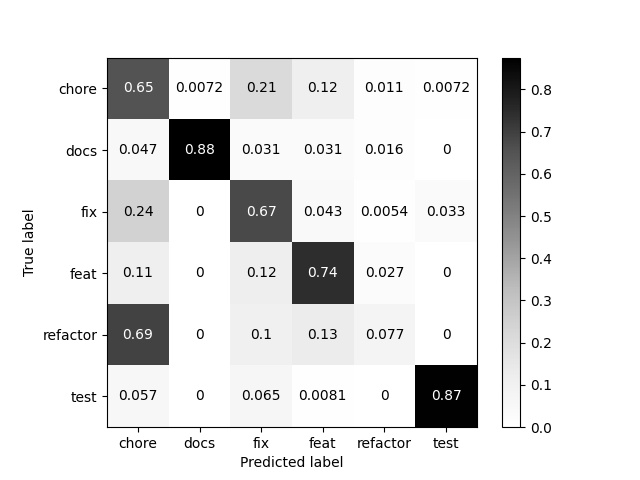 chore 0.65 0.0072 0.21 0.12 0.011 0.0072
docs 0.047 0.88 0.031 0.031 0.016 0
fix 0.24 0 0.67 0.043 0.0054 0.033
feat 0.11 0 0.12 0.74 0.027 0
refactor 0.69 0 0.1 0.13 0.077 0
test 0.057 0 0.065 0.0081 0 0.87
chore docs fix feat refactor test
Predicted label
True label
0.8
0.7
0.6
0.5
0.4
0.3
0.2
0.1
0.0